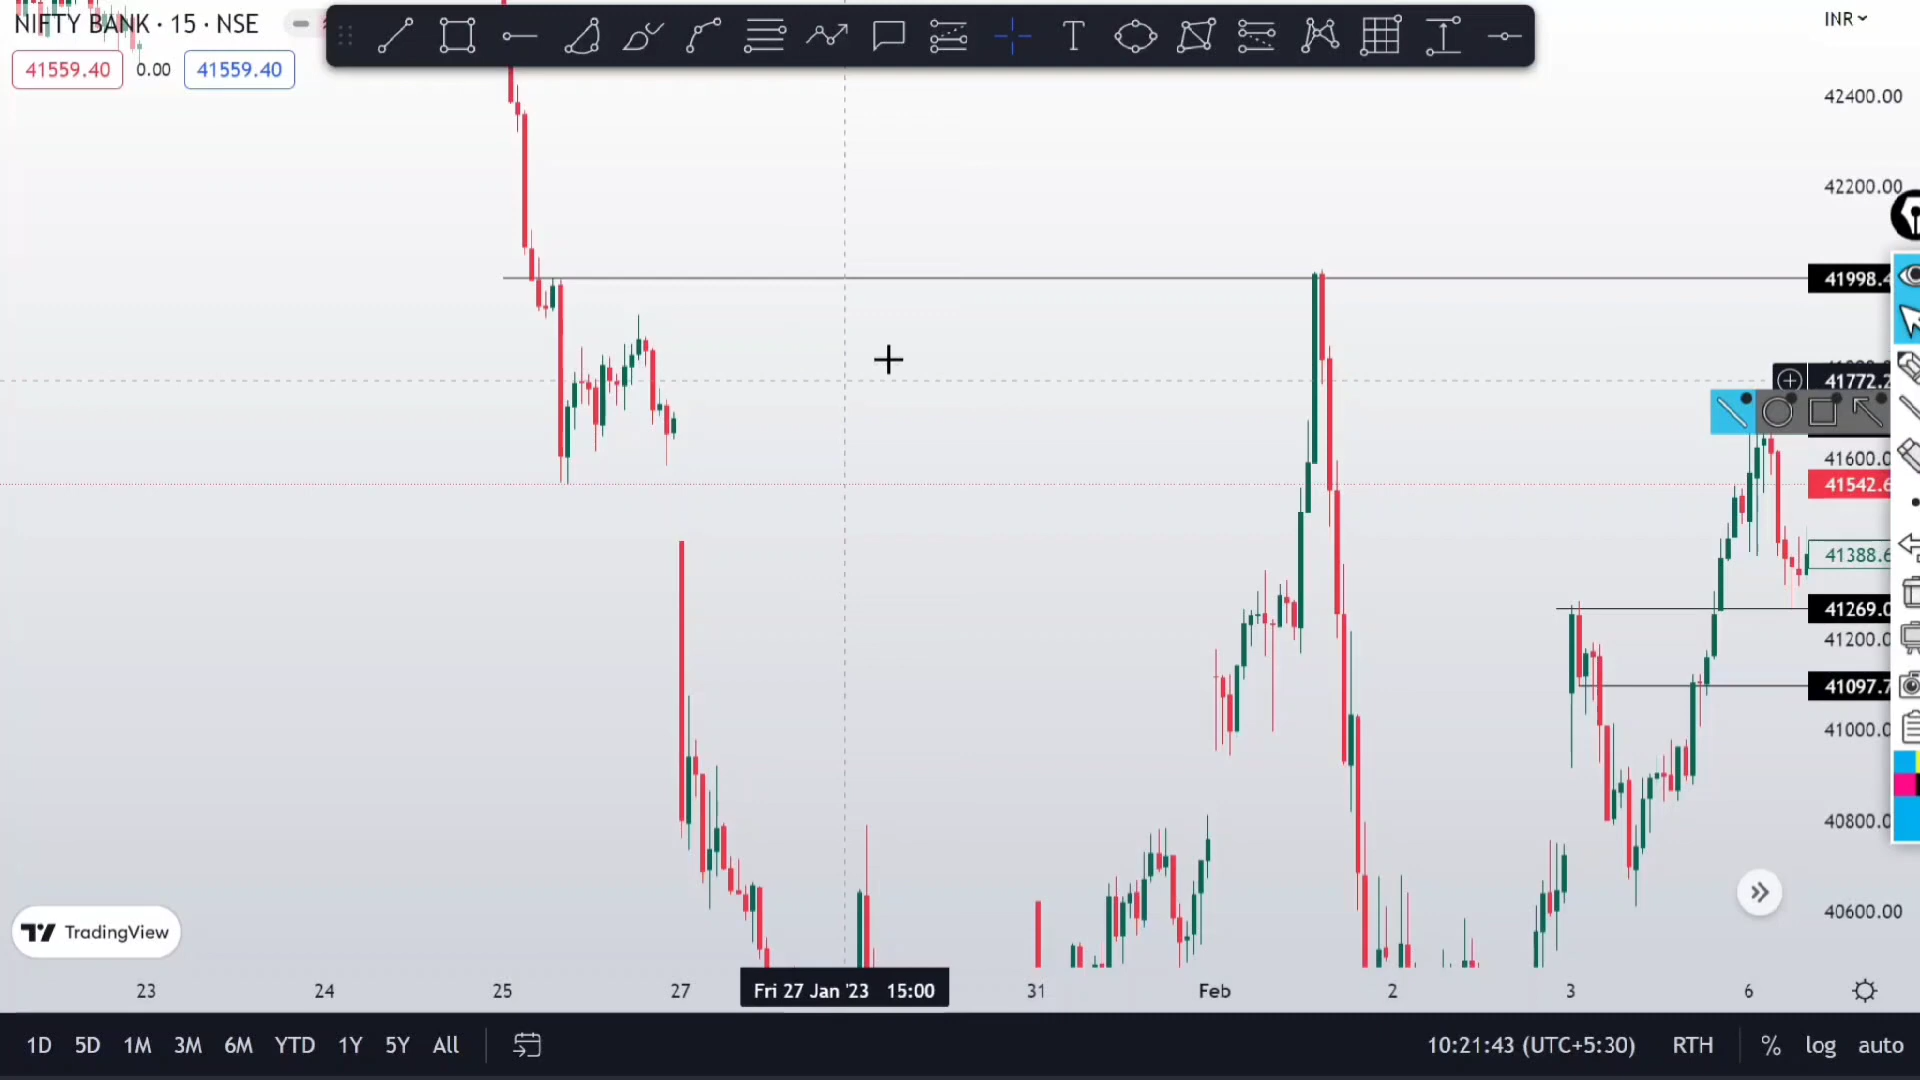 NIFTY BANK · 15 · NSE
INR
41559.40 0.00 41559.40
T
42400.00
42200.00
41998.4
41772.2
41600.0
41542.6
41388.6
41269.0
41200.0
41097.7
41000.0
40800.0
40600.00
TradingView
23 24 25 27 Fri 27 Jan '23 15:00 31 Feb 2 3 6
1D 5D 1M 3M 6M YTD 1Y 5Y All 10:21:43 (UTC+5:30) RTH % log auto